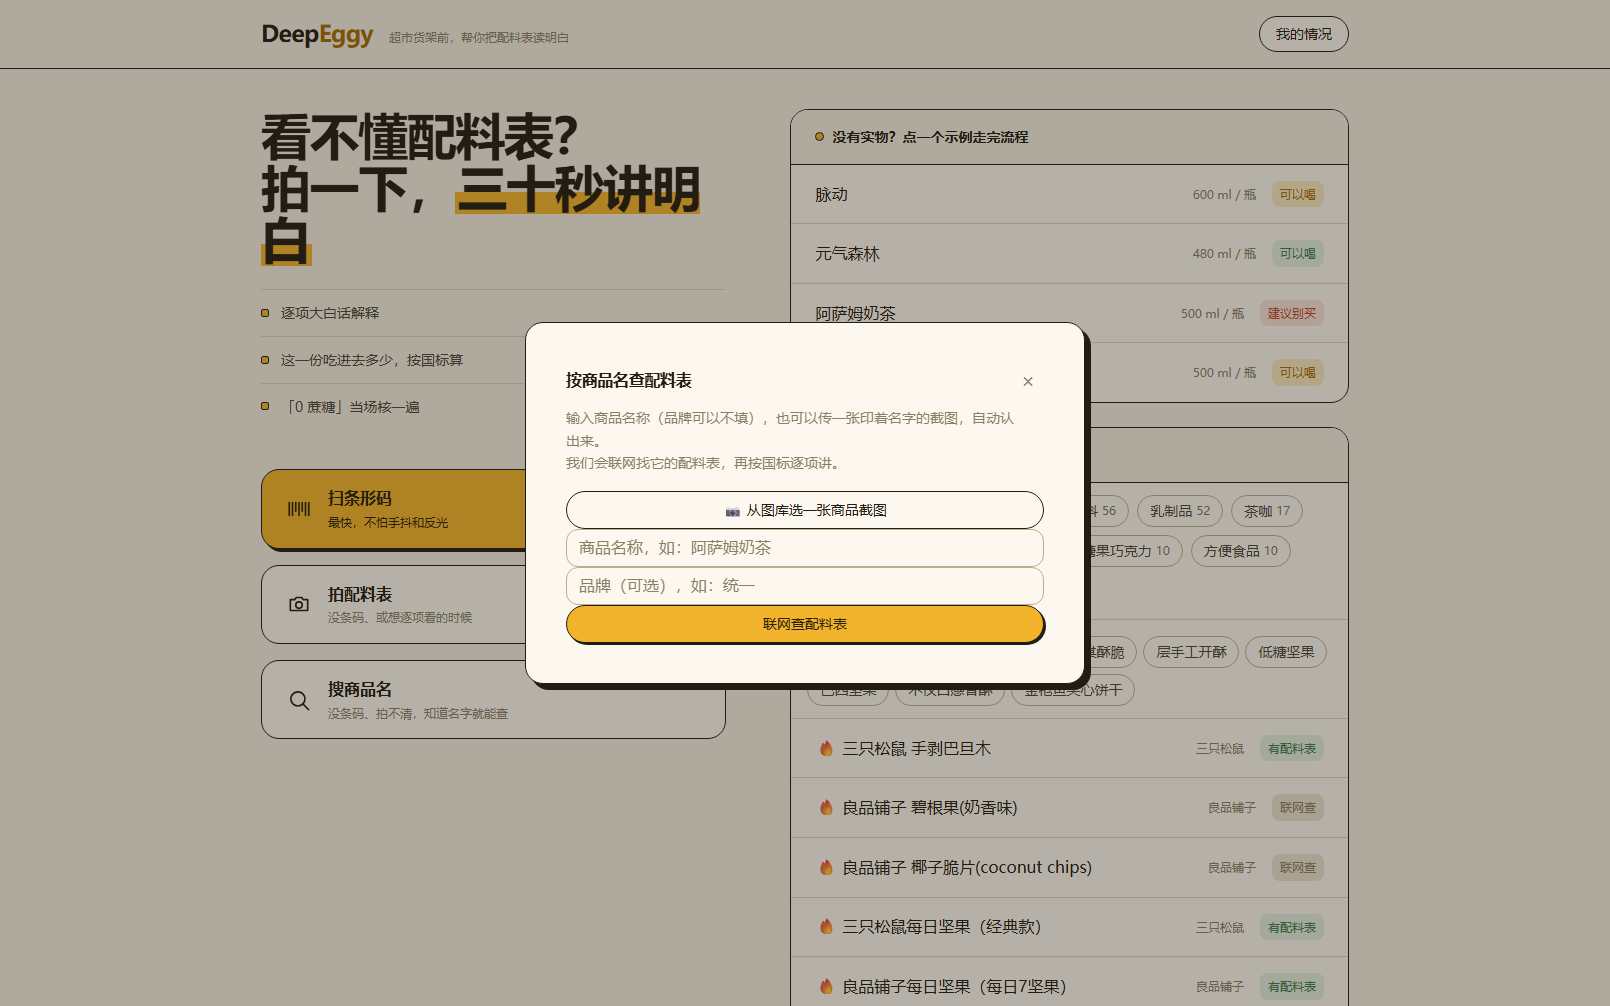 DeepEggy
超市货架前，帮你把配料表读明白
我的情况
看不懂配料表？
拍一下，三十秒讲明
白
逐项大白话解释
这一份吃进去多少，按国标算
「0 蔗糖」当场核一遍
扫条形码
最快，不怕手抖和反光
拍配料表
没条码、或想逐项看的时候
搜商品名
没条码、拍不清，知道名字就能查
没有实物？点一个示例走完流程
脉动 600 ml / 瓶 可以喝
元气森林 480 ml / 瓶 可以喝
阿萨姆奶茶 500 ml / 瓶 建议别买
500 ml / 瓶 可以喝
按商品名查配料表
×
输入商品名称（品牌可以不填），也可以传一张印着名字的截图，自动认
出来。
我们会联网找它的配料表，再按国标逐项讲。
从图库选一张商品截图
商品名称，如：阿萨姆奶茶
品牌（可选），如：统一
联网查配料表
56 乳制品 52 茶咖 17
果巧克力 10 方便食品 10
酥脆 层手工开酥 低糖坚果
三只松鼠 手剥巴旦木 三只松鼠 有配料表
良品铺子 碧根果(奶香味) 良品铺子 联网查
良品铺子 椰子脆片(coconut chips) 良品铺子 联网查
三只松鼠每日坚果（经典款） 三只松鼠 有配料表
良品铺子每日坚果（每日7坚果） 良品铺子 有配料表